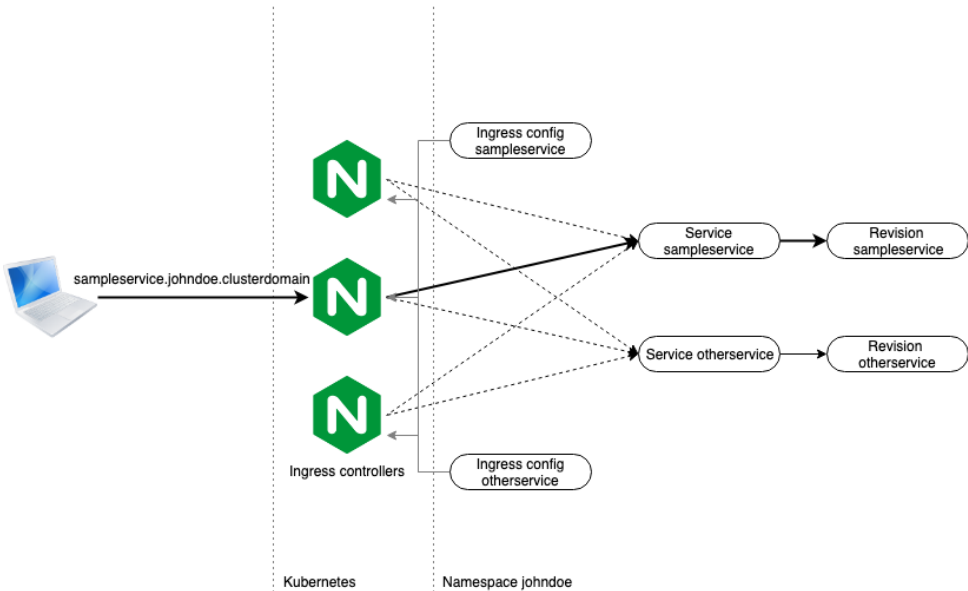 Ingress config
sampleservice
Service
sampleservice
Revision
sampleservice
sampleservice.johndoe.clusterdomain
N
N
N
Service otherservice
Revision
otherservice
Ingress controllers
Ingress config
otherservice
Kubernetes
Namespace johndoe